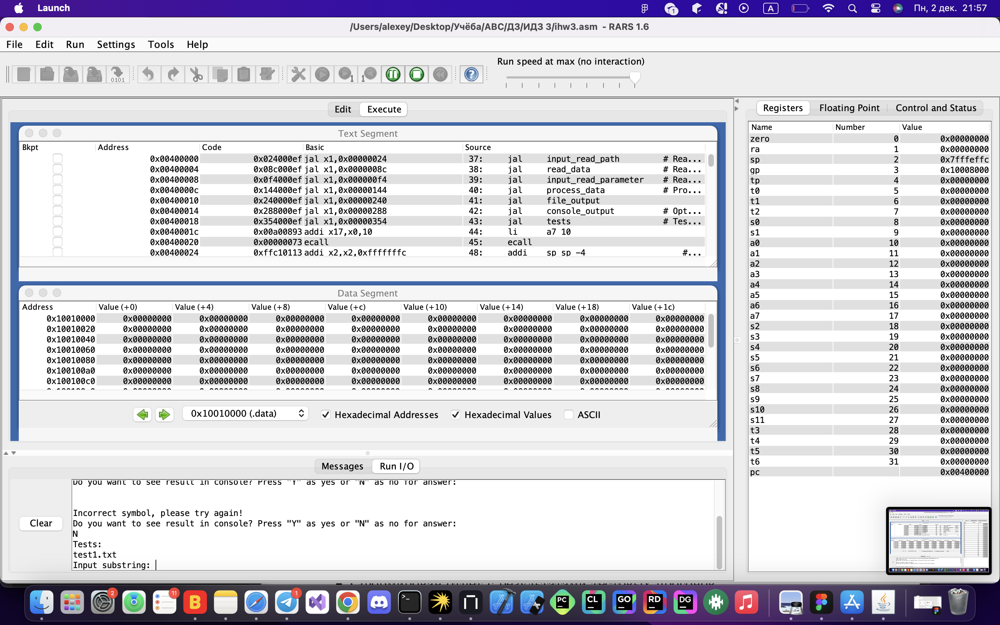 Launch
1
A
Пн, 2 дек. 21:57
/Users/alexey/Desktop/Учёба/АВС/ДЗ/ИДЗ 3/ihw3.asm - RARS 1.6
File Edit Run Settings Tools Help
Run speed at max (no interaction)
0101 1 1 ?
Edit Execute
Text Segment
Bkpt Address Code Basic Source
0x00400000 0x024000ef jal x1,0x00000024 37: jal input_read_path # Rea...
0x00400004 0x08c000ef jal x1,0x0000008c 38: jal read_data # Rea...
0x00400008 0x0f4000ef jal x1,0x000000f4 39: jal input_read_parameter # Rea...
0x0040000c 0x144000ef jal x1,0x00000144 40: jal process_data # Pro...
0x00400010 0x240000ef jal x1,0x00000240 41: jal file_output
0x00400014 0x288000ef jal x1,0x00000288 42: jal console_output # Opt...
0x00400018 0x354000ef jal x1,0x00000354 43: jal tests # Tes...
0x0040001c 0x00a00893 addi x17,x0,10 44: li a7 10
0x00400020 0x00000073 ecall 45: ecall
0x00400024 0xffc10113 addi x2,x2,0xfffffffc 48: addi sp sp -4 #...
Data Segment
Address Value (+0) Value (+4) Value (+8) Value (+c) Value (+10) Value (+14) Value (+18) Value (+1c)
0x10010000 0x00000000 0x00000000 0x00000000 0x00000000 0x00000000 0x00000000 0x00000000 0x00000000
0x10010020 0x00000000 0x00000000 0x00000000 0x00000000 0x00000000 0x00000000 0x00000000 0x00000000
0x10010040 0x00000000 0x00000000 0x00000000 0x00000000 0x00000000 0x00000000 0x00000000 0x00000000
0x10010060 0x00000000 0x00000000 0x00000000 0x00000000 0x00000000 0x00000000 0x00000000 0x00000000
0x10010080 0x00000000 0x00000000 0x00000000 0x00000000 0x00000000 0x00000000 0x00000000 0x00000000
0x100100a0 0x00000000 0x00000000 0x00000000 0x00000000 0x00000000 0x00000000 0x00000000 0x00000000
0x100100c0 0x00000000 0x00000000 0x00000000 0x00000000 0x00000000 0x00000000 0x00000000 0x00000000
0x10010000 (.data) Hexadecimal Addresses Hexadecimal Values ASCII
Messages Run I/O
Clear
Do you want to see result in console? Press "Y" as yes or "N" as no for answer:
Incorrect symbol, please try again!
Do you want to see result in console? Press "Y" as yes or "N" as no for answer:
N
Tests:
test1.txt
Input substring:
Registers Floating Point Control and Status
Name Number Value
zero 0 0x00000000
ra 1 0x00000000
sp 2 0x7fffeffc
gp 3 0x10008000
tp 4 0x00000000
t0 5 0x00000000
t1 6 0x00000000
t2 7 0x00000000
s0 8 0x00000000
s1 9 0x00000000
a0 10 0x00000000
a1 11 0x00000000
a2 12 0x00000000
a3 13 0x00000000
a4 14 0x00000000
a5 15 0x00000000
a6 16 0x00000000
a7 17 0x00000000
s2 18 0x00000000
s3 19 0x00000000
s4 20 0x00000000
s5 21 0x00000000
s6 22 0x00000000
s7 23 0x00000000
s8 24 0x00000000
s9 25 0x00000000
s10 26 0x00000000
s11 27 0x00000000
t3 28 0x00000000
t4 29 0x00000000
t5 30 0x00000000
t6 31 0x00000000
pc 0x00400000
2 11 B 1 >_ PC CL GO RD DG